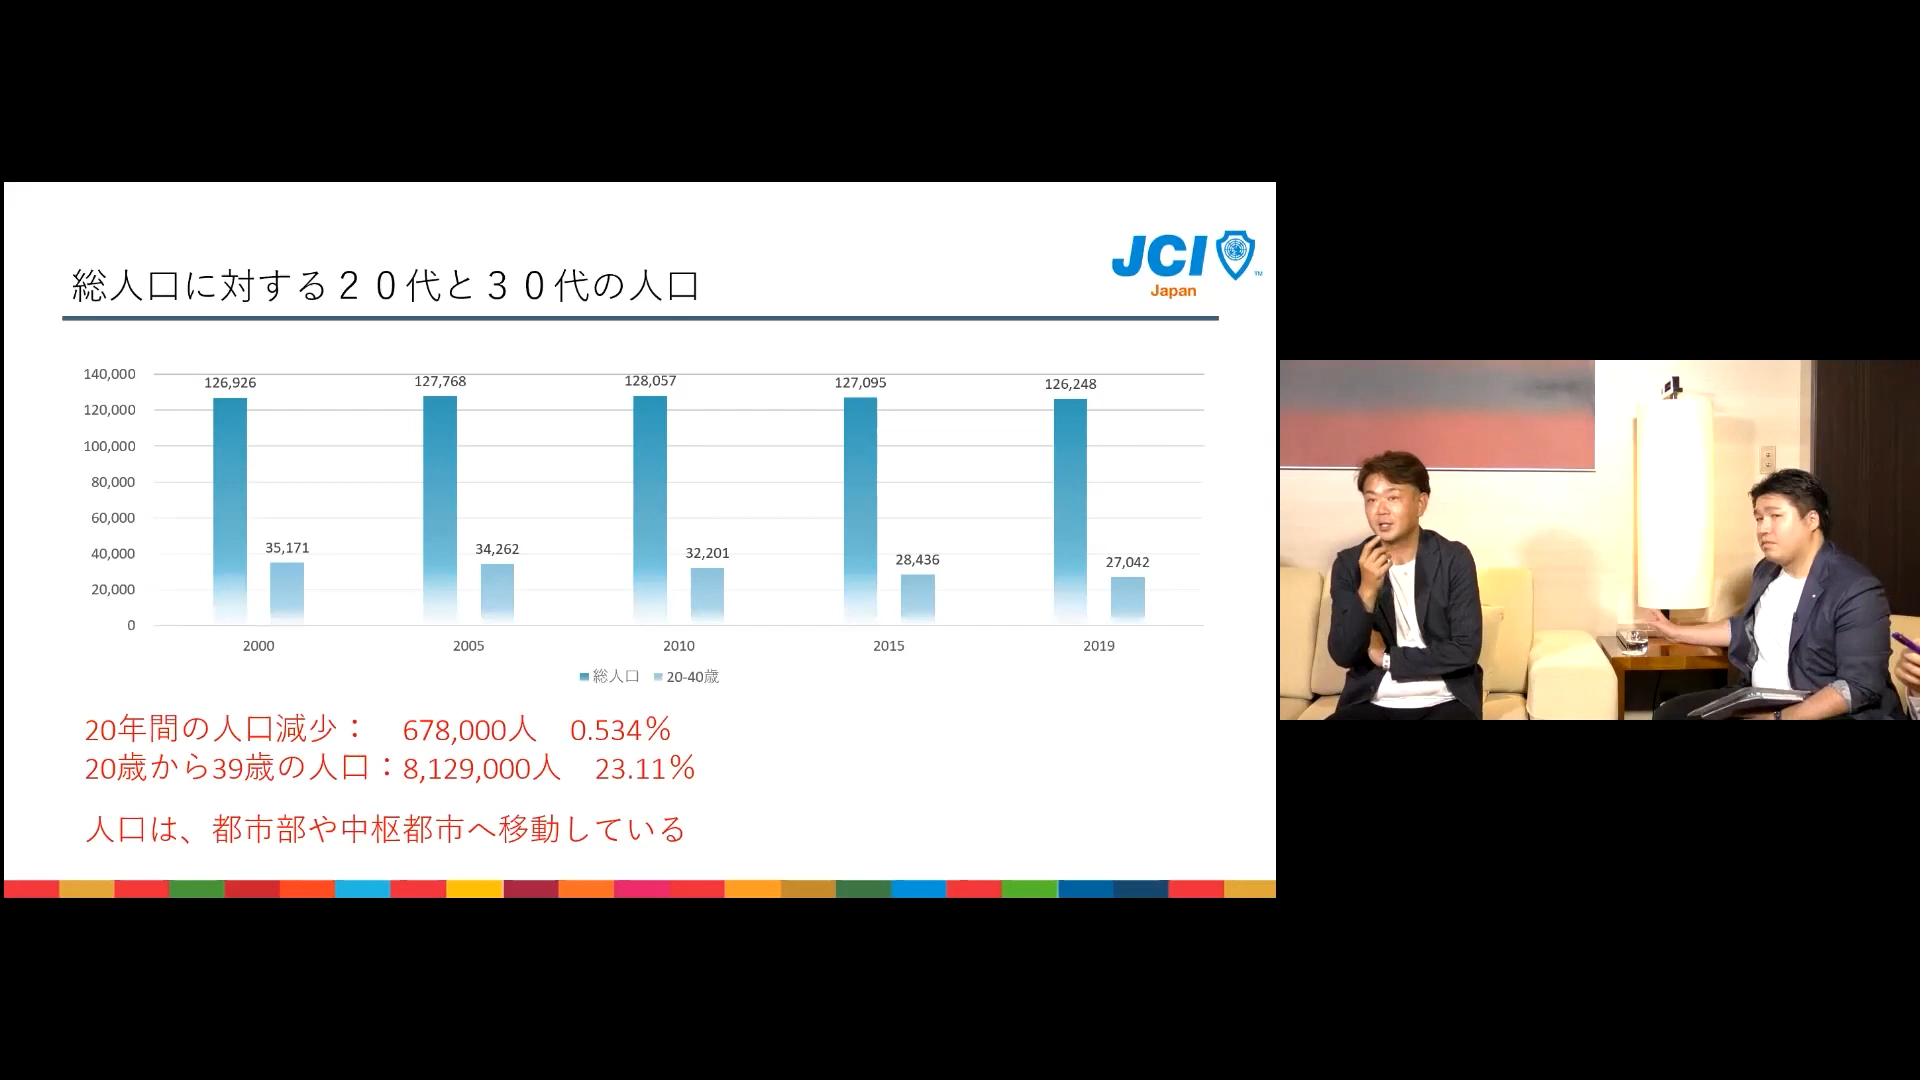 JCI
TM
Japan
総人口に対する２０代と３０代の人口
140,000
120,000
100,000
80,000
60,000
40,000
20,000
0
126,926
35,171
127,768
34,262
128,057
32,201
127,095
28,436
126,248
27,042
2000 2005 2010 2015 2019
総人口 20-40歳
20年間の人口減少： 678,000人 0.534％
20歳から39歳の人口：8,129,000人 23.11％
人口は、都市部や中枢都市へ移動している